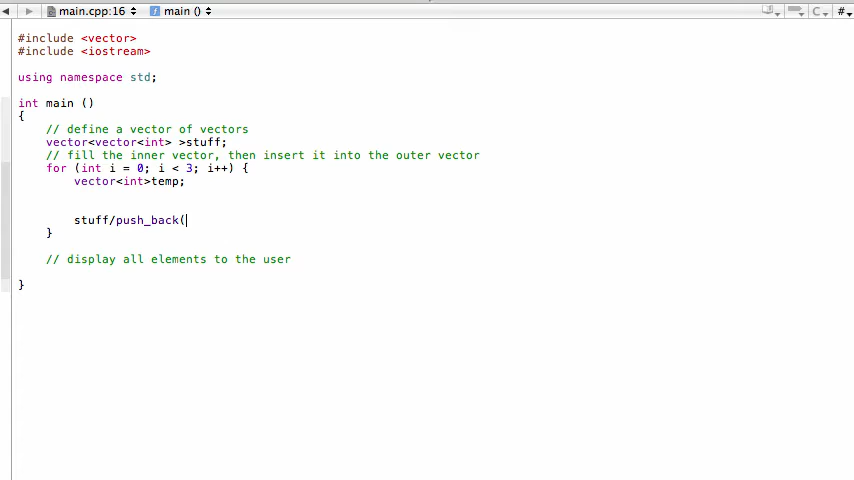 main.cpp:16 main ()
#include <vector>
#include <iostream>
using namespace std;
int main ()
{
// define a vector of vectors
vector<vector<int> >stuff;
// fill the inner vector, then insert it into the outer vector
for (int i = 0; i < 3; i++) {
vector<int>temp;
stuff/push_back(
}
// display all elements to the user
}